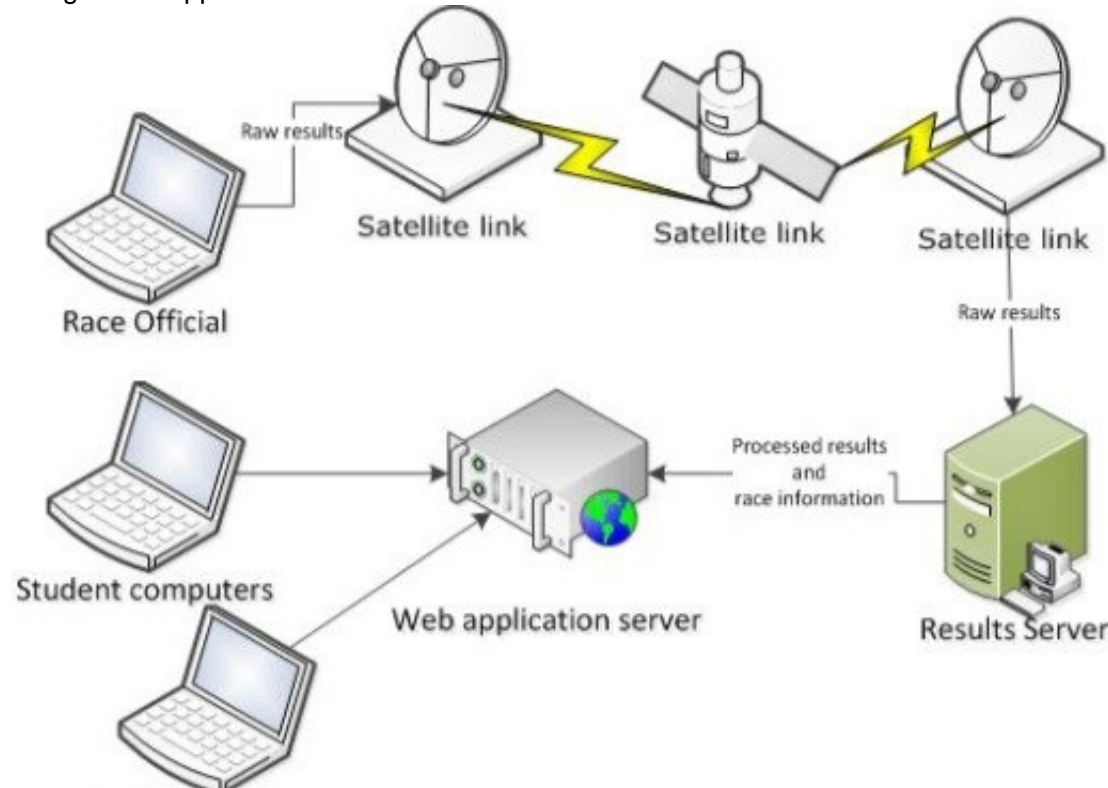 Raw results
Satellite link
Satellite link
Satellite link
Race Official
Raw results
Processed results
and
race information
Student computers
Web application server
Results Server